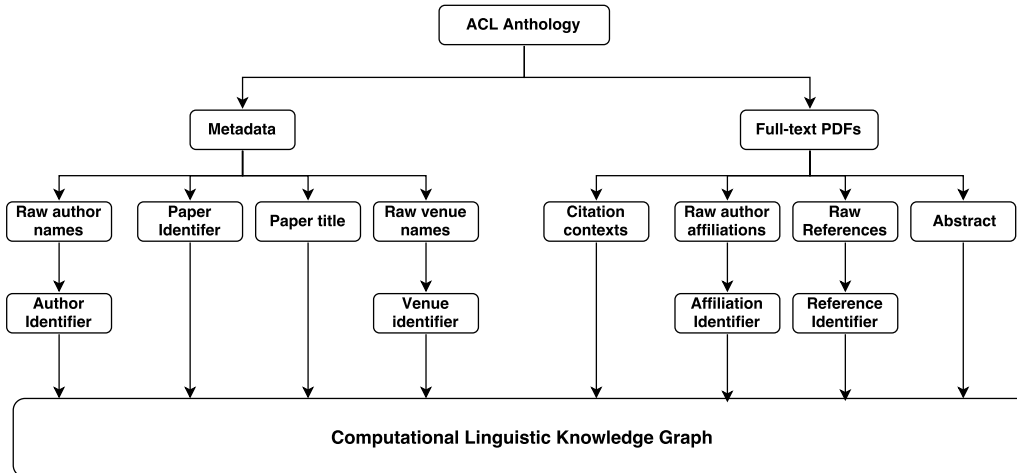 ACL Anthology
Metadata
Full-text PDFs
Raw author
names
Paper
Identifer
Paper title
Raw venue
names
Citation
contexts
Raw author
affiliations
Raw
References
Abstract
Author
Identifier
Venue
identifier
Affiliation
Identifier
Reference
Identifier
Computational Linguistic Knowledge Graph